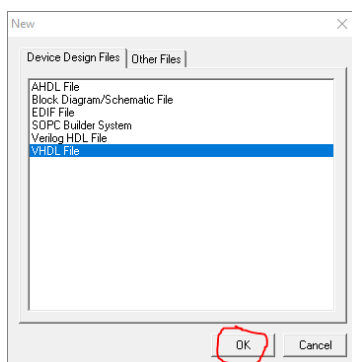 New
Device Design Files Other Files
AHDL File
Block Diagram/Schematic File
EDIF File
SOPC Builder System
Verilog HDL File
VHDL File
OK Cancel